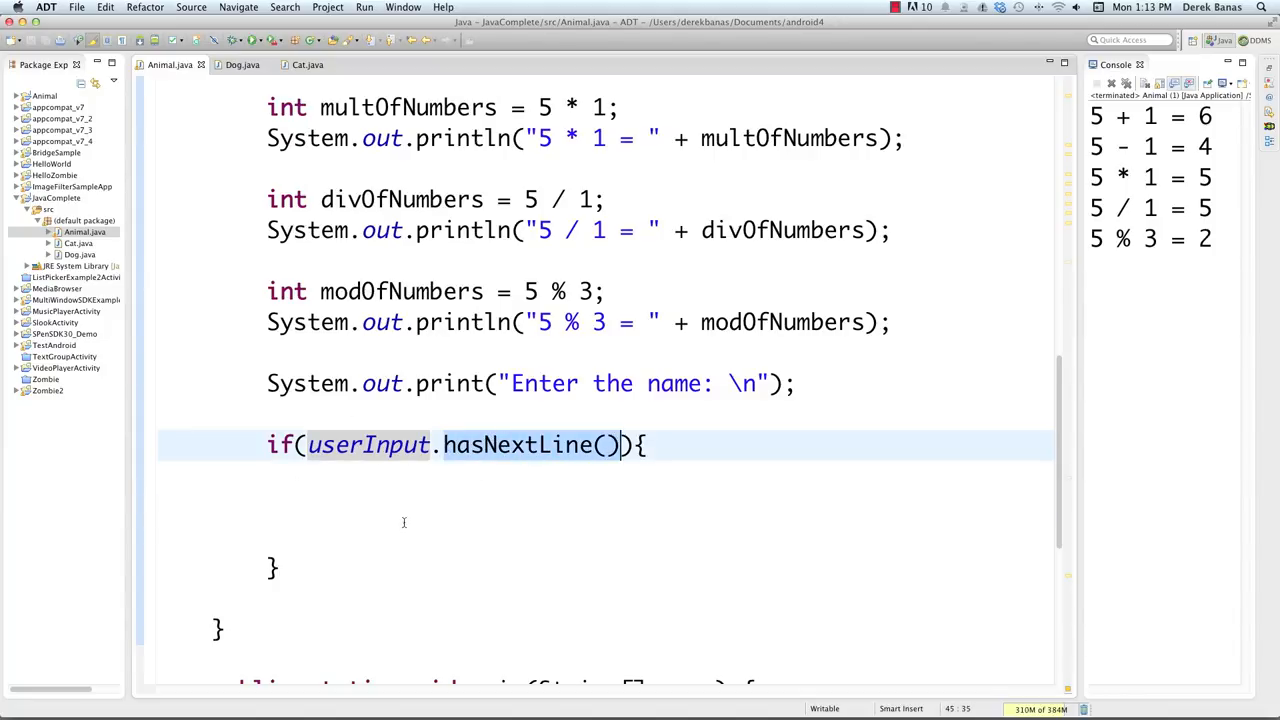 ADT File Edit Refactor Source Navigate Search Project Run Window Help 10 Mon 1:13 PM Derek Banas
Java – JavaComplete/src/Animal.java – ADT – /Users/derekbanas/Documents/android4
Quick Access Java DDMS
Package Exp Animal.java Dog.java Cat.java Console
<terminated> Animal (1) [Java Application]
Animal
appcompat_v7
appcompat_v7_2
appcompat_v7_3
appcompat_v7_4
BridgeSample
HelloWorld
HelloZombie
ImageFilterSampleApp
JavaComplete
src
(default package)
Animal.java
Cat.java
Dog.java
JRE System Library
ListPickerExample2Activi
MediaBrowser
MultiWindowSDKExample
MusicPlayerActivity
SlookActivity
SPenSDK30_Demo
TestAndroid
TextGroupActivity
VideoPlayerActivity
Zombie
Zombie2
int multOfNumbers = 5 * 1;
System.out.println("5 * 1 = " + multOfNumbers);
int divOfNumbers = 5 / 1;
System.out.println("5 / 1 = " + divOfNumbers);
int modOfNumbers = 5 % 3;
System.out.println("5 % 3 = " + modOfNumbers);
System.out.print("Enter the name: \n");
if(userInput.hasNextLine()){
}
}
5 + 1 = 6
5 - 1 = 4
5 * 1 = 5
5 / 1 = 5
5 % 3 = 2
Writable Smart Insert 45 : 35 310M of 384M